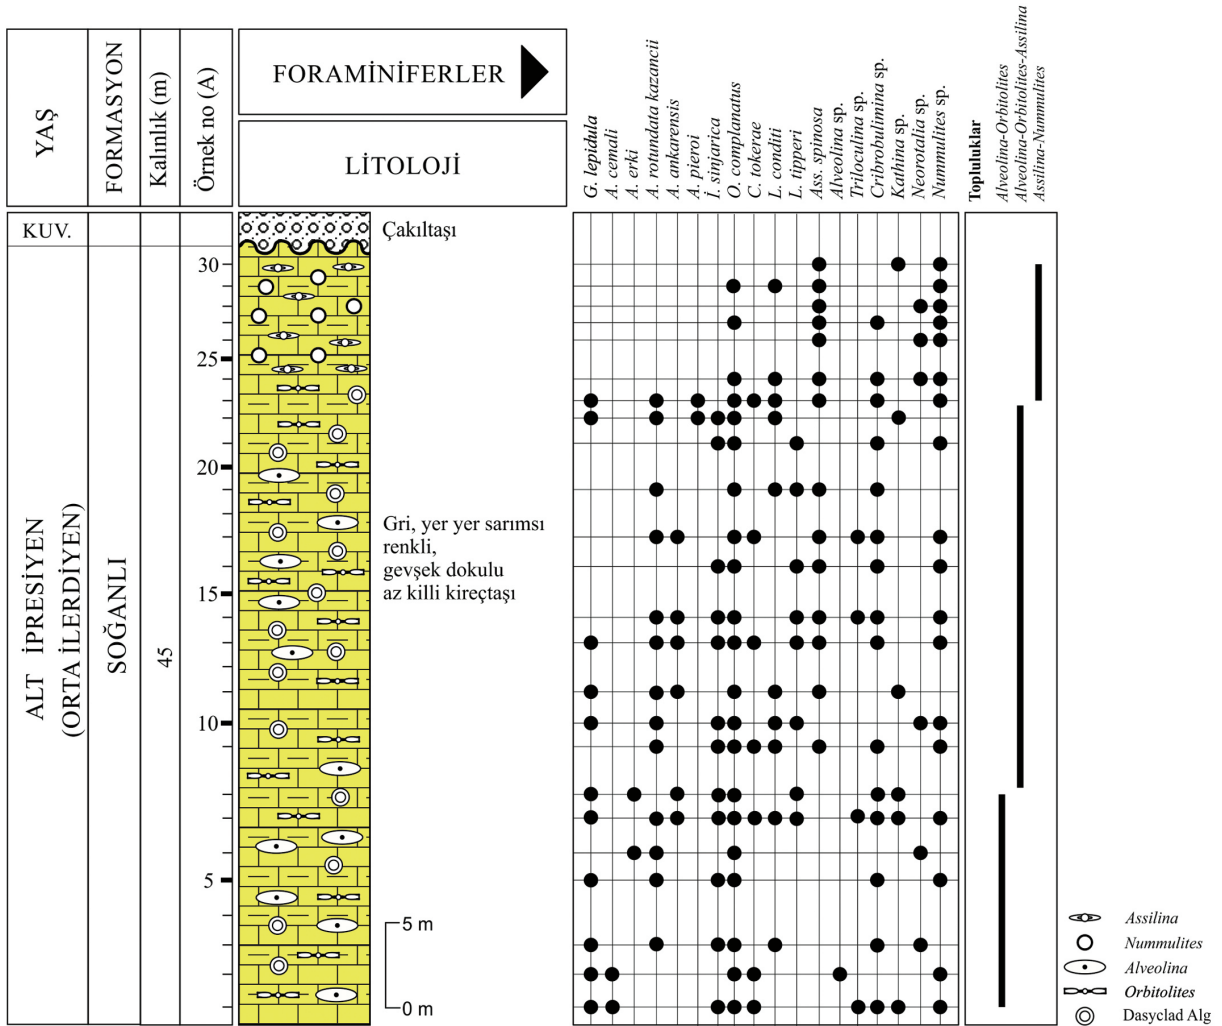 YAŞ
FORMASYON
Kalınlık (m)
Örnek no (A)
FORAMİNİFERLER
LİTOLOJİ
G. lepidula
A. cemali
A. erki
A. rotundata kazancii
A. ankarensis
A. pieroi
İ. sinjarica
O. complanatus
C. tokerae
L. conditi
L. tipperi
Ass. spinosa
Alveolina sp.
Triloculina sp.
Cribrobulimina sp.
Kathina sp.
Neorotalia sp.
Nummulites sp.
Topluluklar
Alveolina-Orbitolites
Alveolina-Orbitolites-Assilina
Assilina-Nummulites
KUV.
Çakıltaşı
30
25
20
15
10
5
ALT İPRESİYEN
(ORTA İLERDİYEN)
SOĞANLI
45
Gri, yer yer sarımsı
renkli,
gevşek dokulu
az killi kireçtaşı
5 m
0 m
Assilina
Nummulites
Alveolina
Orbitolites
Dasyclad Alg